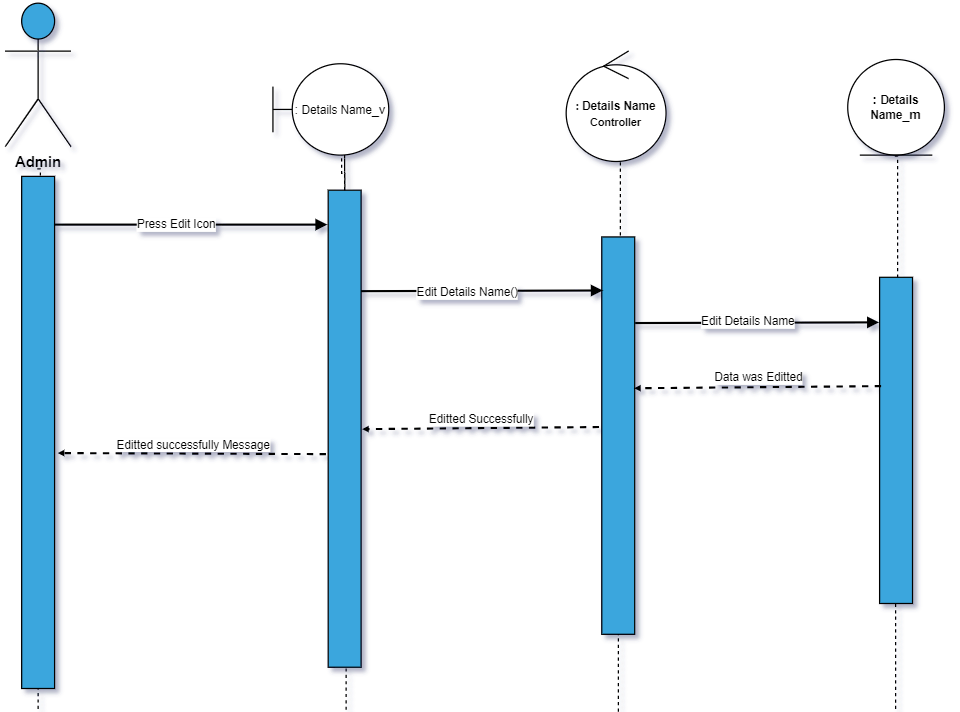 Admin
: Details Name_v
: Details Name
Controller
: Details
Name_m
Press Edit Icon
Edit Details Name()
Edit Details Name
Data was Editted
Editted Successfully
Editted successfully Message